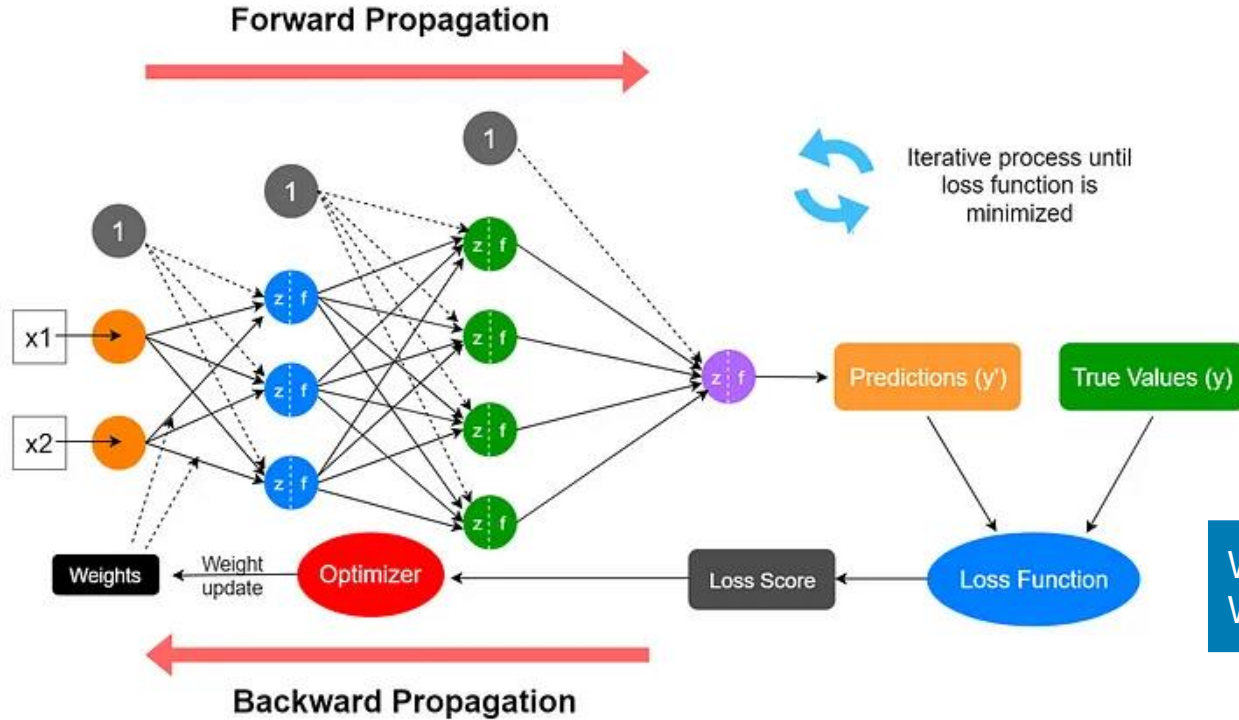 Forward Propagation
1
1
1
Iterative process until
loss function is
minimized
z f
z f
x1
z f
z f
z f
z f
Predictions (y')
True Values (y)
x2
z f
z f
Weights
Weight
update
Optimizer
Loss Score
Loss Function
W
W
Backward Propagation